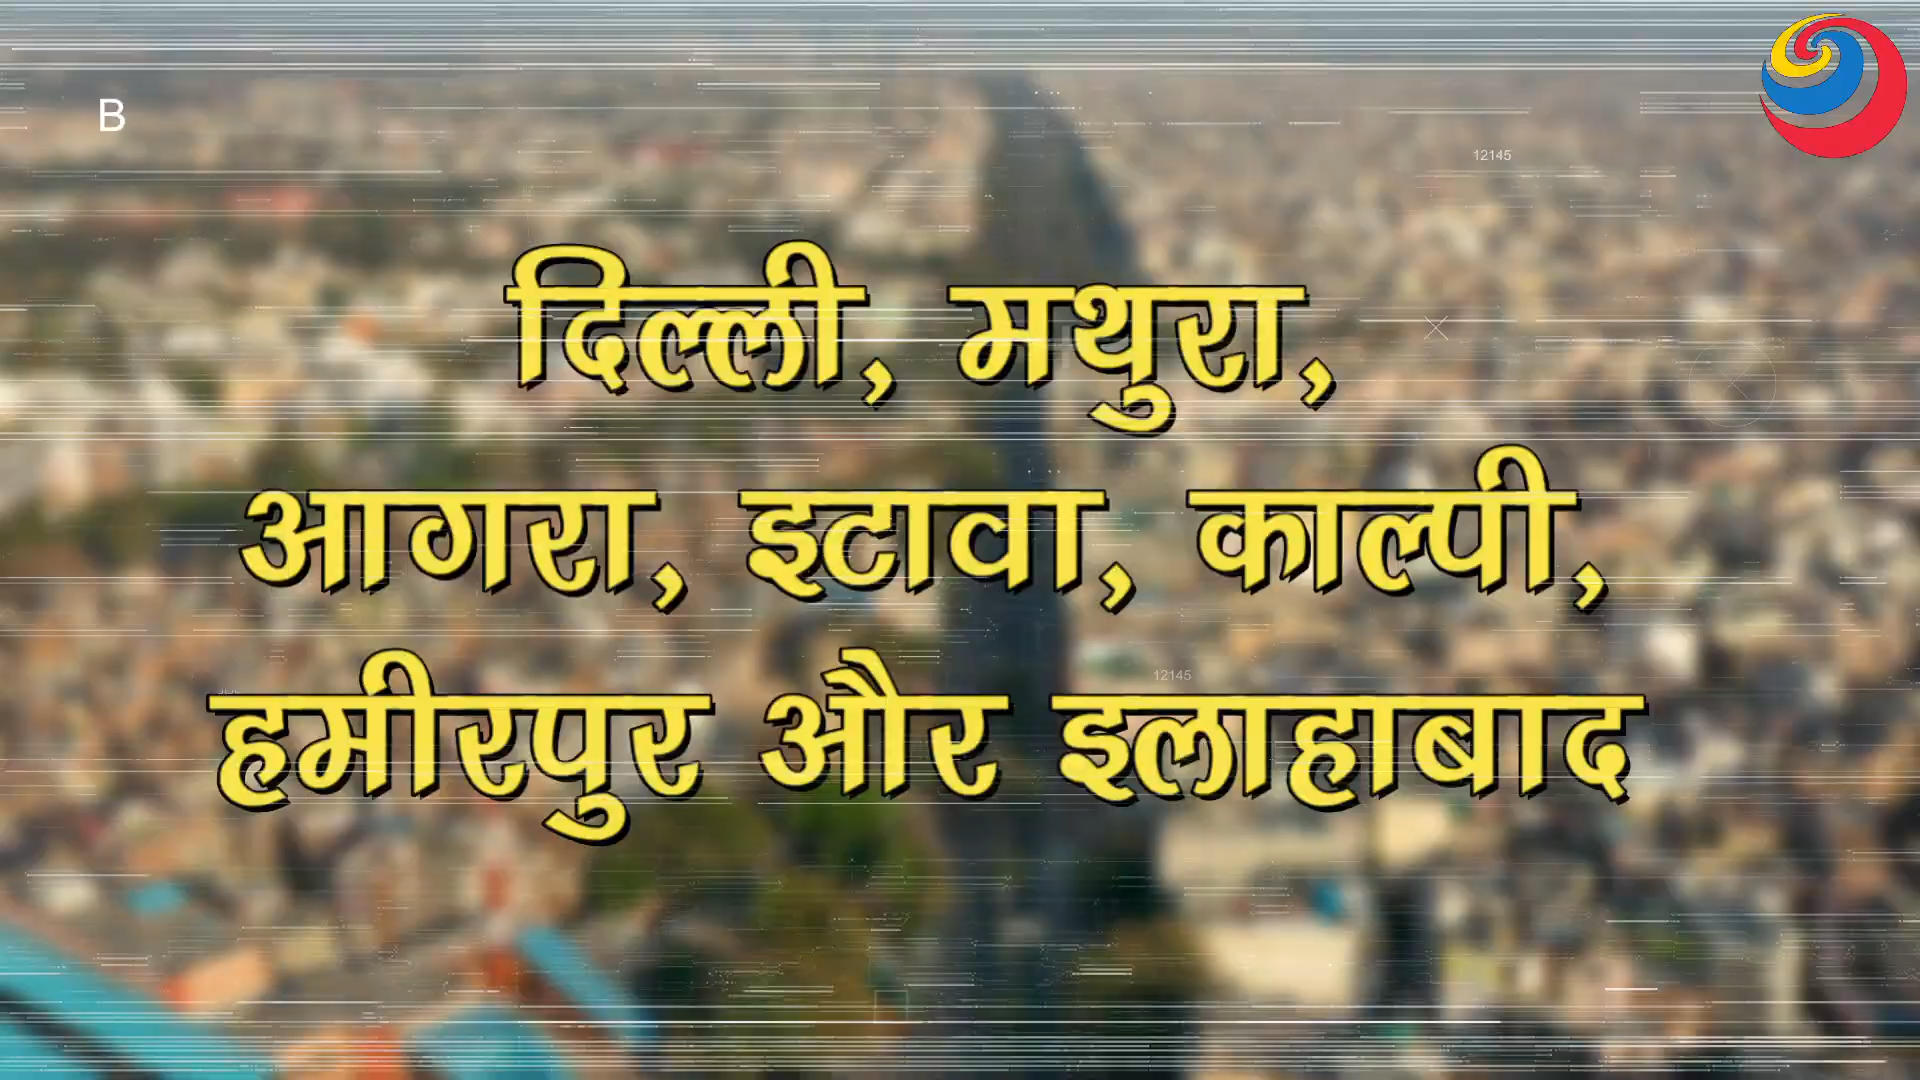 B
12145
दिल्ली, मथुरा,
आगरा, इटावा, काल्पी,
12145
हमीरपुर और इलाहाबाद